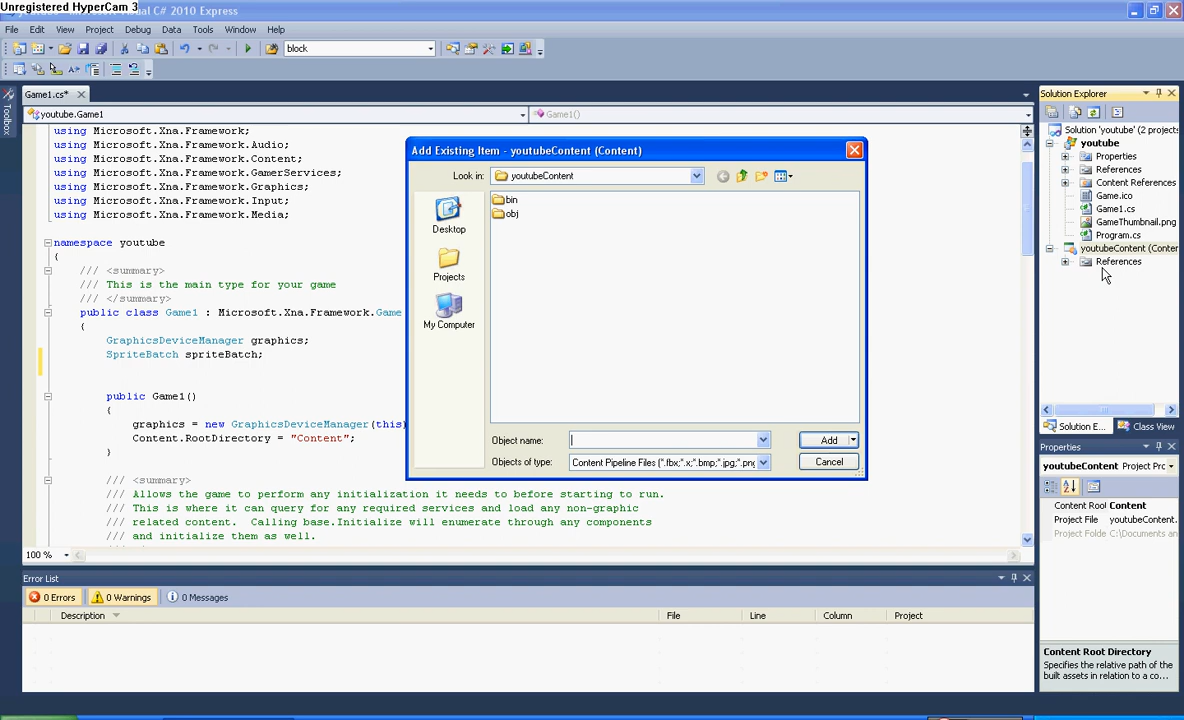 Unregistered HyperCam 3
Visual C# 2010 Express
File Edit View Project Debug Data Tools Window Help
block
Toolbox
Game1.cs*
youtube.Game1
Game1()
using Microsoft.Xna.Framework;
using Microsoft.Xna.Framework.Audio;
using Microsoft.Xna.Framework.Content;
using Microsoft.Xna.Framework.GamerServices;
using Microsoft.Xna.Framework.Graphics;
using Microsoft.Xna.Framework.Input;
using Microsoft.Xna.Framework.Media;
namespace youtube
{
/// <summary>
/// This is the main type for your game
/// </summary>
public class Game1 : Microsoft.Xna.Framework.Game
{
GraphicsDeviceManager graphics;
SpriteBatch spriteBatch;
public Game1()
{
graphics = new GraphicsDeviceManager(this)
Content.RootDirectory = "Content";
}
/// <summary>
/// Allows the game to perform any initialization it needs to before starting to run.
/// This is where it can query for any required services and load any non-graphic
/// related content.  Calling base.Initialize will enumerate through any components
/// and initialize them as well.
100 %
Add Existing Item - youtubeContent (Content)
Look in:
youtubeContent
bin
obj
Desktop
Projects
My Computer
Object name:
Add
Objects of type:
Content Pipeline Files (*.fbx;*.x;*.bmp;*.jpg;*.png
Cancel
Solution Explorer
Solution 'youtube' (2 projects
youtube
Properties
References
Content References
Game.ico
Game1.cs
GameThumbnail.png
Program.cs
youtubeContent (Conten
References
Solution E...
Class View
Properties
youtubeContent Project Prc
Content Rool Content
Project File youtubeContent.
Project Folde C:\Documents an
Content Root Directory
Specifies the relative path of the
built assets in relation to a co...
Error List
0 Errors
0 Warnings
0 Messages
Description
File
Line
Column
Project